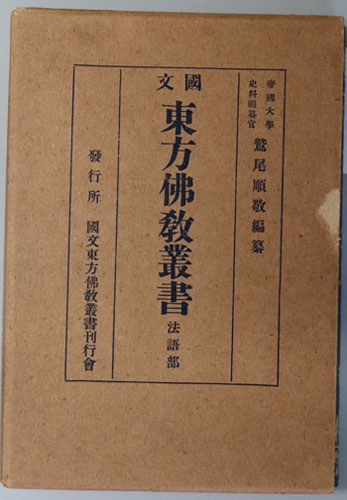 帝國大學
史料編纂官
鷲尾順敬編纂
國文
東方佛敎叢書
法語部
發行所
國文東方佛敎叢書刊行會